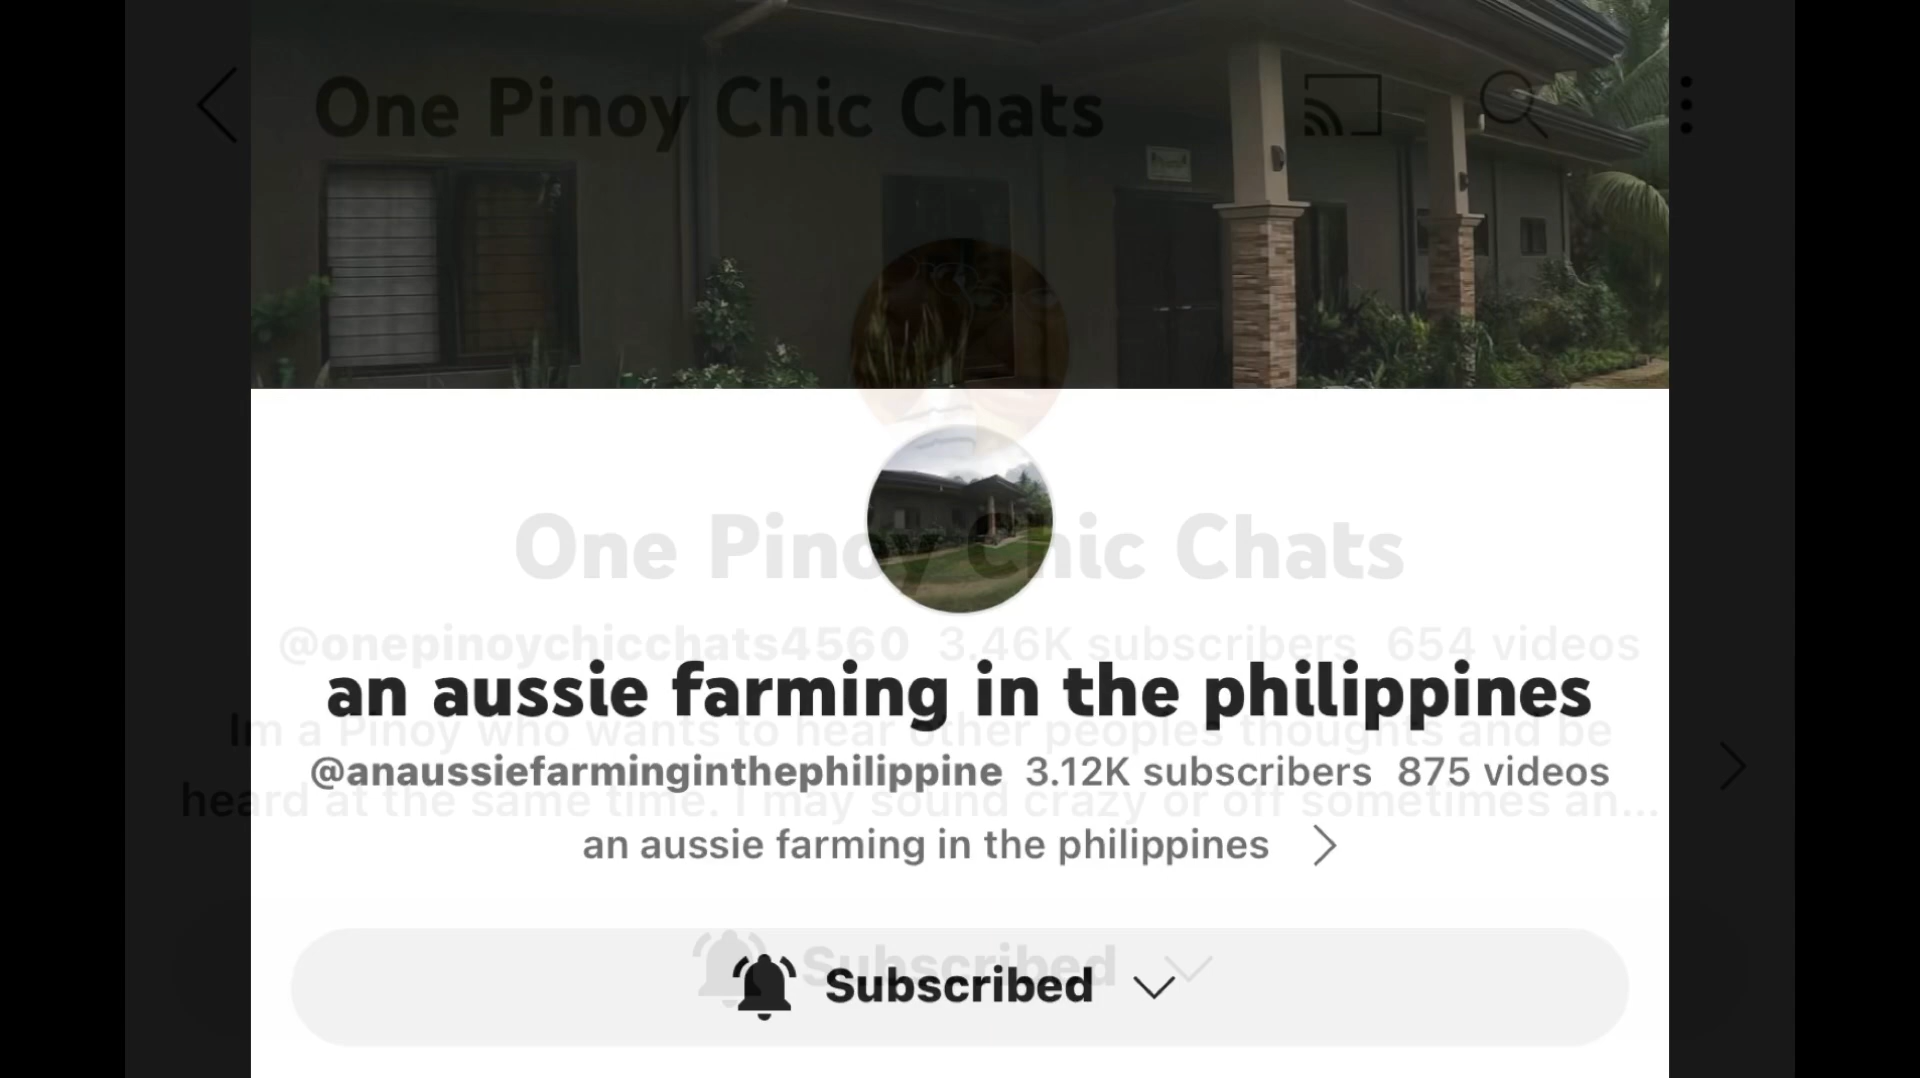 One Pinoy Chic Chats
One Pinoy Chic Chats
@onepinoychicchats4560 3.46K subscribers 654 videos
an aussie farming in the philippines
Im a Pinoy who wants to hear other peoples thoughts and be
@anaussiefarminginthephilippine 3.12K subscribers 875 videos
heard at the same time. I may sound crazy or off sometimes an...
an aussie farming in the philippines
Subscribed
Subscribed